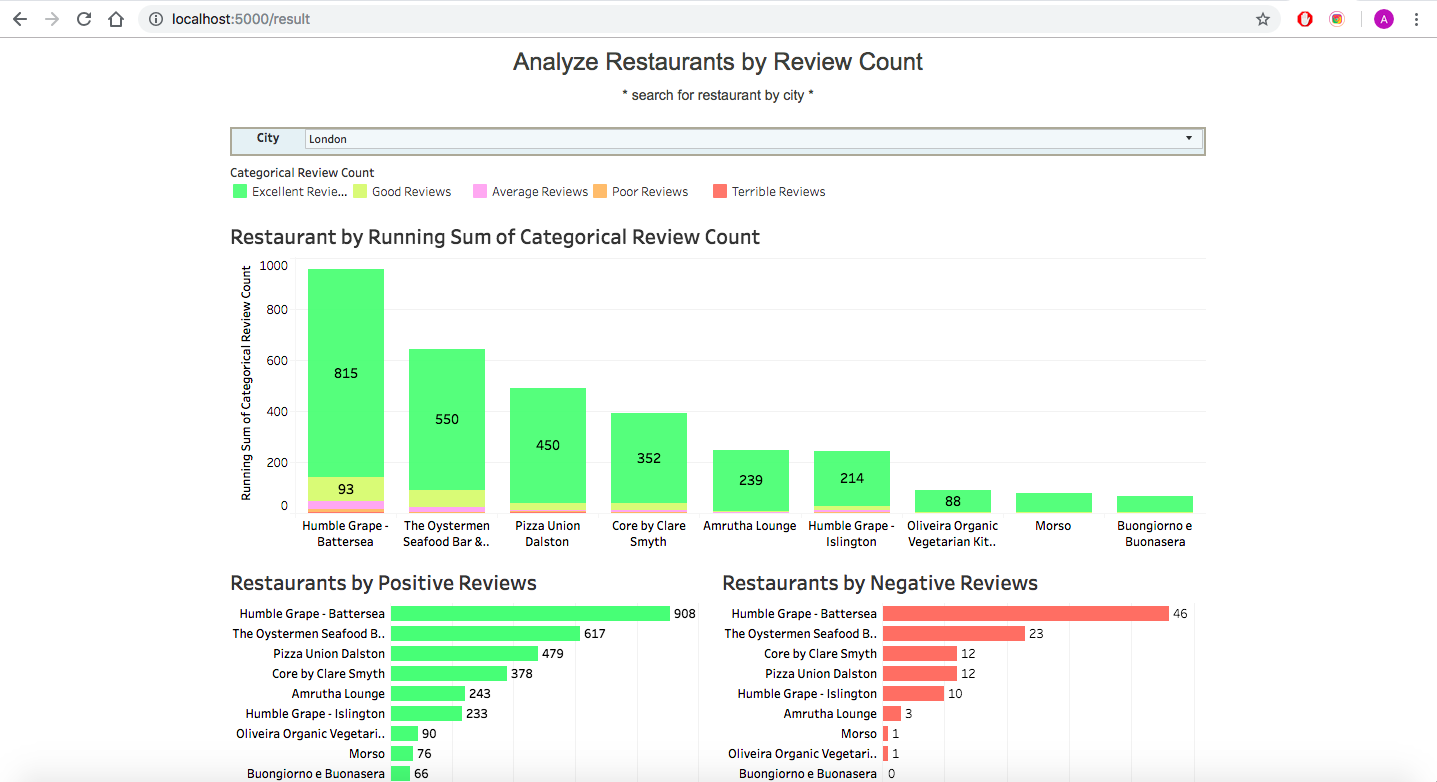 localhost:5000/result
A
Analyze Restaurants by Review Count
* search for restaurant by city *
City London
Categorical Review Count
Excellent Revie... Good Reviews Average Reviews Poor Reviews Terrible Reviews
Restaurant by Running Sum of Categorical Review Count
Running Sum of Categorical Review Count
1000
800
600
400
200
0
815
93
550
450
352
239
214
88
Humble Grape -
Battersea
The Oystermen
Seafood Bar &..
Pizza Union
Dalston
Core by Clare
Smyth
Amrutha Lounge
Humble Grape -
Islington
Oliveira Organic
Vegetarian Kit..
Morso
Buongiorno e
Buonasera
Restaurants by Positive Reviews
Humble Grape - Battersea 908
The Oystermen Seafood B.. 617
Pizza Union Dalston 479
Core by Clare Smyth 378
Amrutha Lounge 243
Humble Grape - Islington 233
Oliveira Organic Vegetari.. 90
Morso 76
Buongiorno e Buonasera 66
Restaurants by Negative Reviews
Humble Grape - Battersea 46
The Oystermen Seafood B.. 23
Core by Clare Smyth 12
Pizza Union Dalston 12
Humble Grape - Islington 10
Amrutha Lounge 3
Morso 1
Oliveira Organic Vegetari.. 1
Buongiorno e Buonasera 0